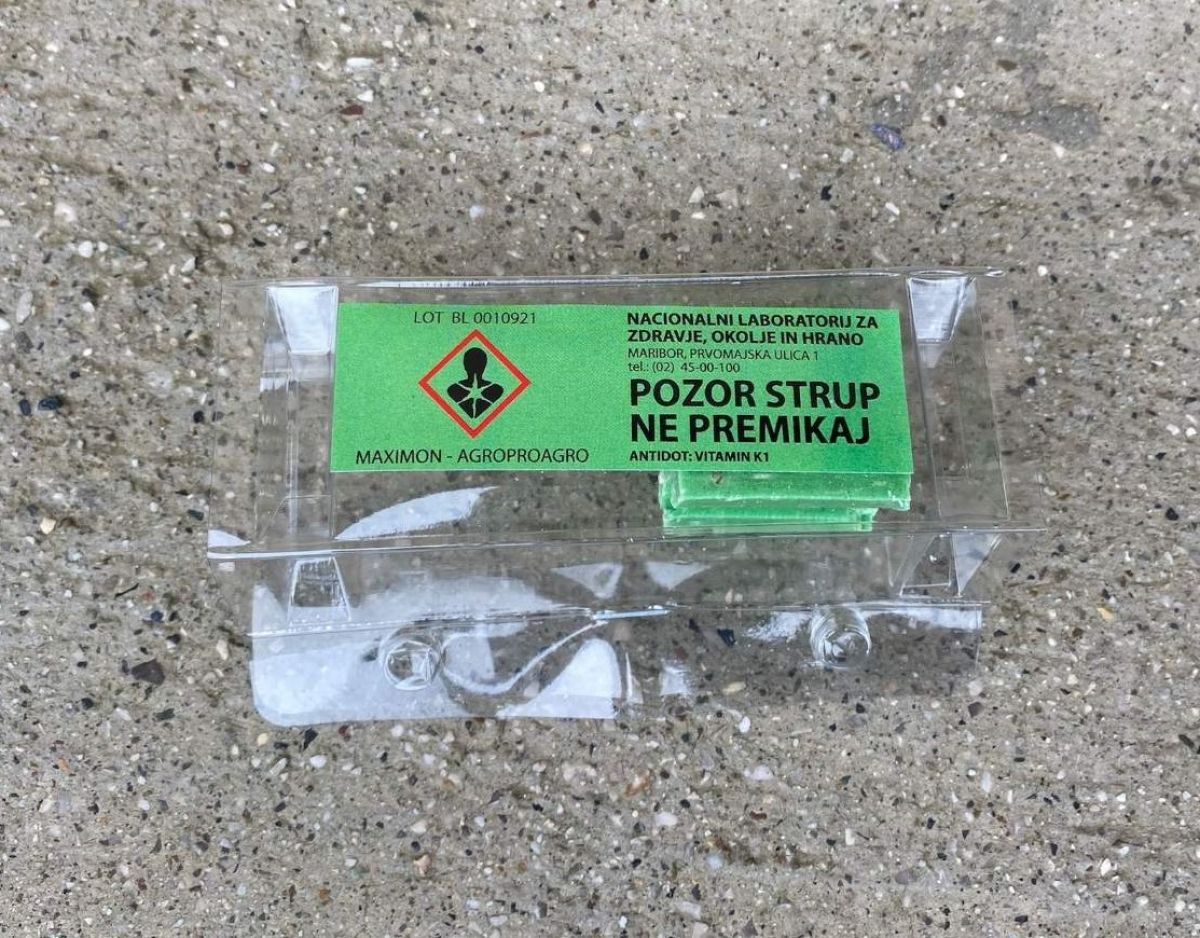 LOT BL 0010921
MAXIMON - AGROPROAGRO
NACIONALNI LABORATORIJ ZA
ZDRAVJE, OKOLJE IN HRANO
MARIBOR, PRVOMAJSKA ULICA 1
tel.: (02) 45-00-100
POZOR STRUP
NE PREMIKAJ
ANTIDOT: VITAMIN K1